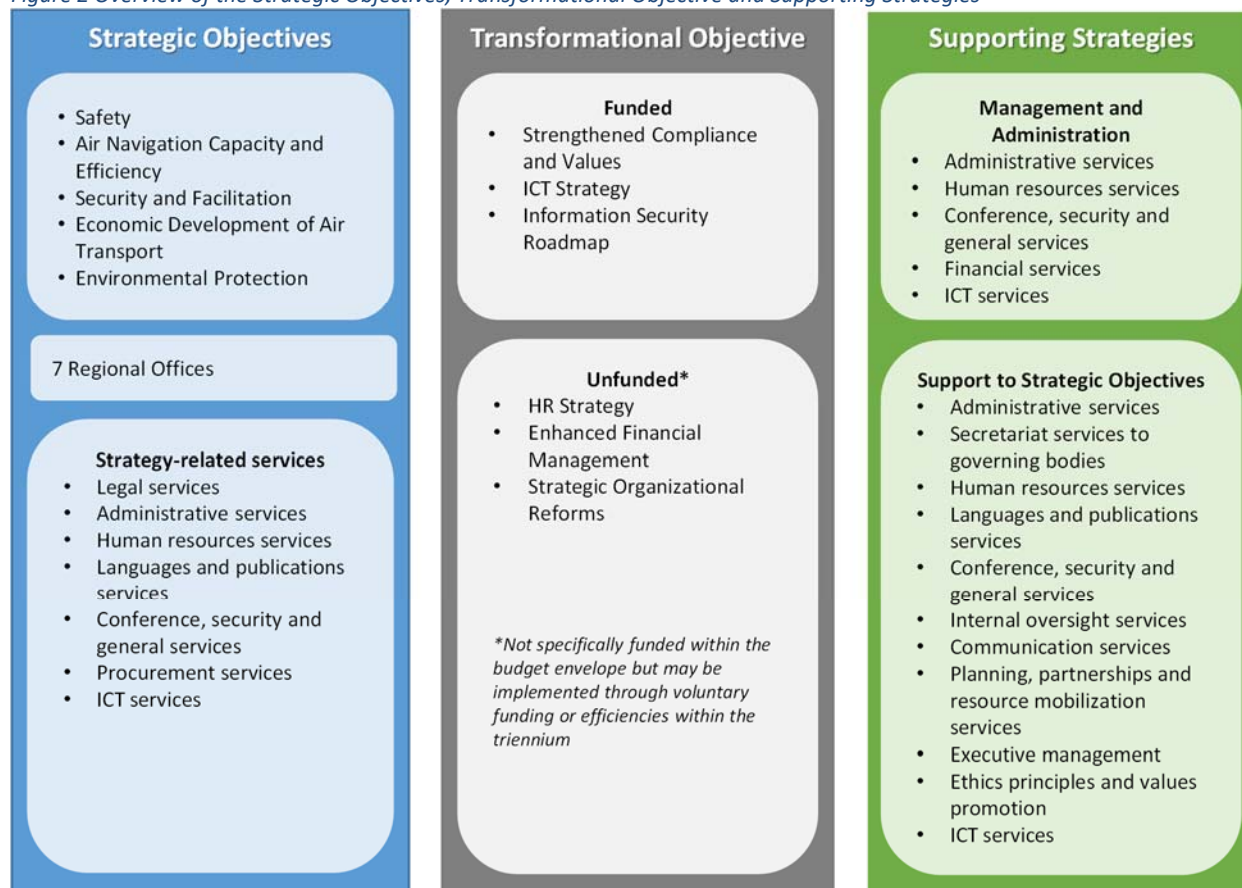 Figure 2 Overview of the Strategic Objectives, Transformational Objective and Supporting Strategies
Strategic Objectives
• Safety
• Air Navigation Capacity and
Efficiency
• Security and Facilitation
• Economic Development of Air
Transport
• Environmental Protection
7 Regional Offices
Strategy-related services
• Legal services
• Administrative services
• Human resources services
• Languages and publications
services
• Conference, security and
general services
• Procurement services
• ICT services
Transformational Objective
Funded
• Strengthened Compliance
and Values
• ICT Strategy
• Information Security
Roadmap
Unfunded*
• HR Strategy
• Enhanced Financial
Management
• Strategic Organizational
Reforms
*Not specifically funded within the
budget envelope but may be
implemented through voluntary
funding or efficiencies within the
triennium
Supporting Strategies
Management and
Administration
• Administrative services
• Human resources services
• Conference, security and
general services
• Financial services
• ICT services
Support to Strategic Objectives
• Administrative services
• Secretariat services to
governing bodies
• Human resources services
• Languages and publications
services
• Conference, security and
general services
• Internal oversight services
• Communication services
• Planning, partnerships and
resource mobilization
services
• Executive management
• Ethics principles and values
promotion
• ICT services